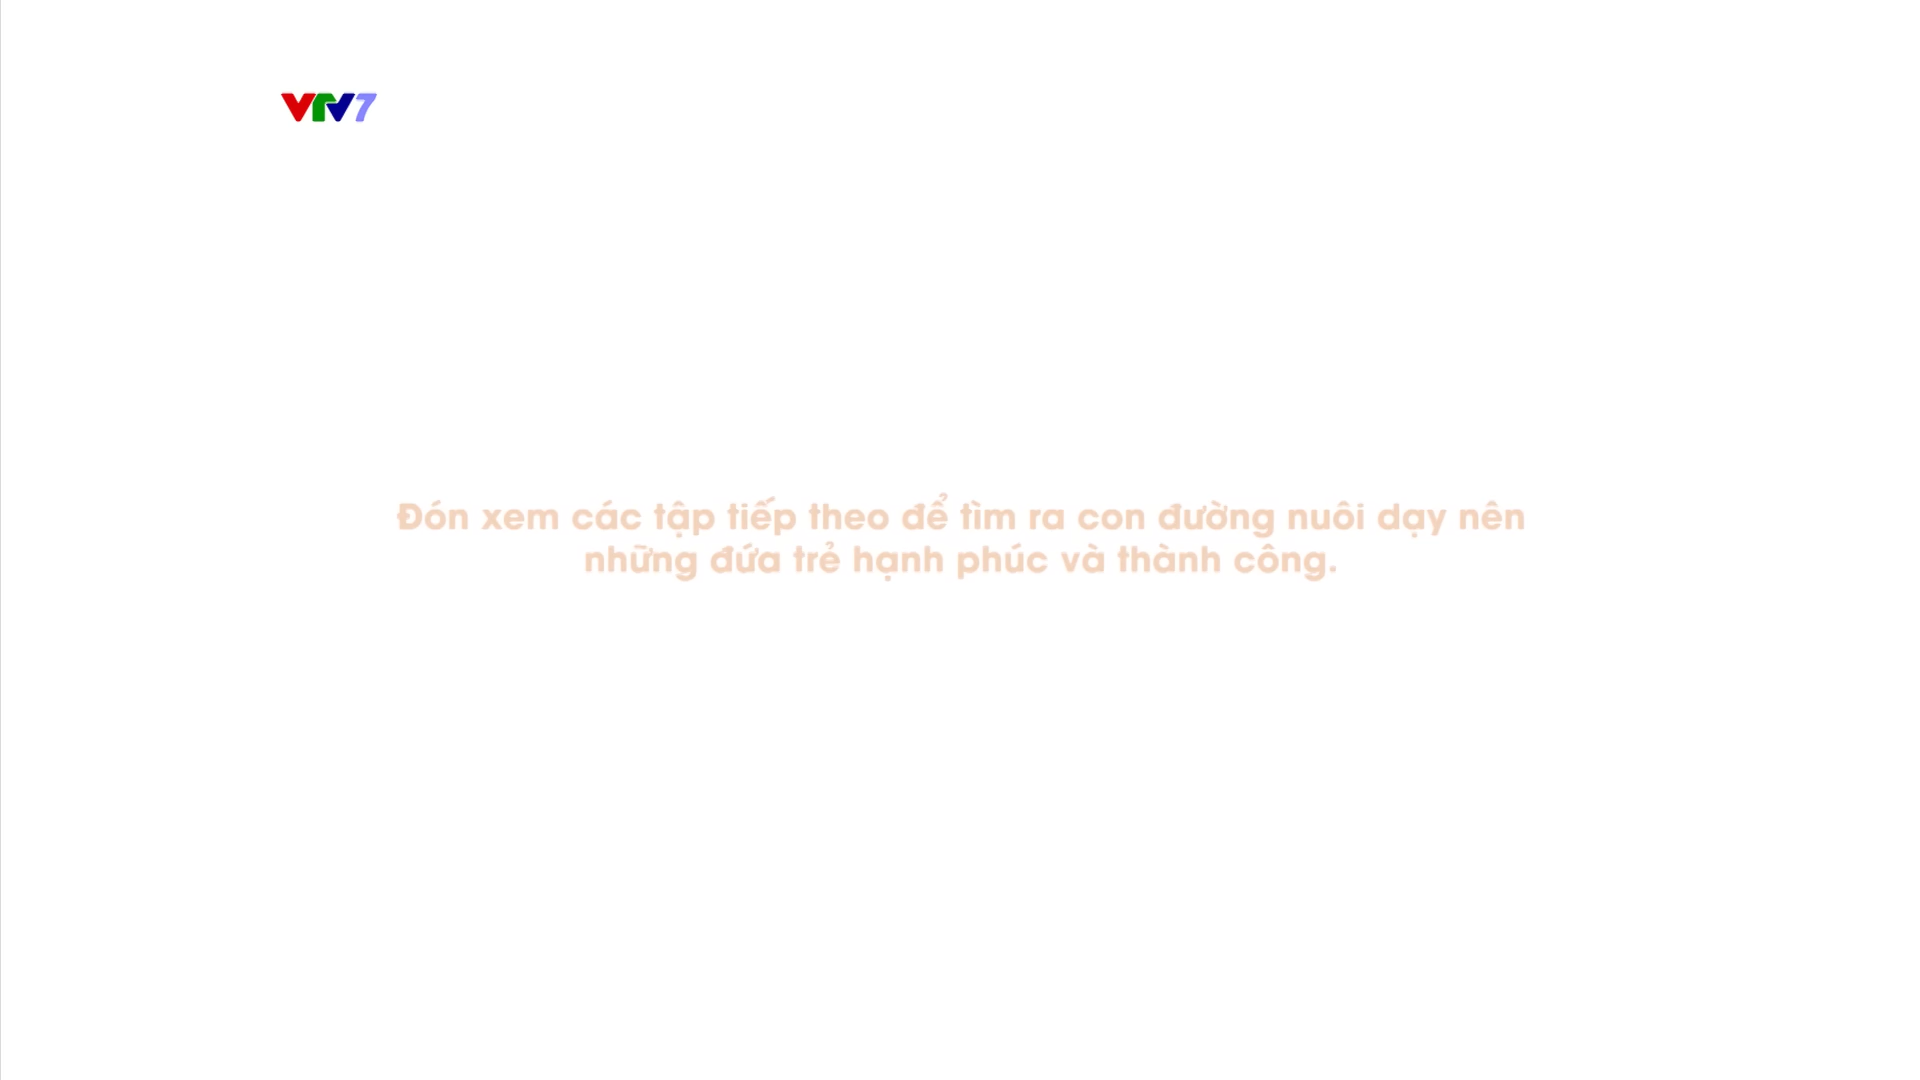 VTV7
Đón xem các tập tiếp theo để tìm ra con đường nuôi dạy nên
những đứa trẻ hạnh phúc và thành công.